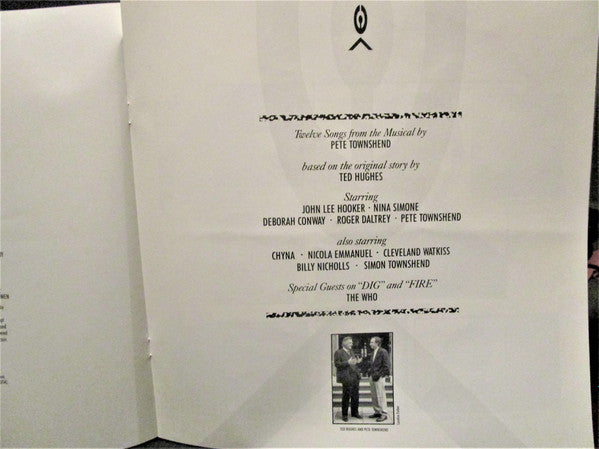 Twelve Songs from the Musical by
PETE TOWNSHEND
based on the original story by
TED HUGHES
Starring
JOHN LEE HOOKER · NINA SIMONE
DEBORAH CONWAY · ROGER DALTREY · PETE TOWNSHEND
also starring
CHYNA · NICOLA EMMANUEL · CLEVELAND WATKISS
BILLY NICHOLLS · SIMON TOWNSHEND
Special Guests on "DIG" and "FIRE"
THE WHO
TED HUGHES AND PETE TOWNSHEND